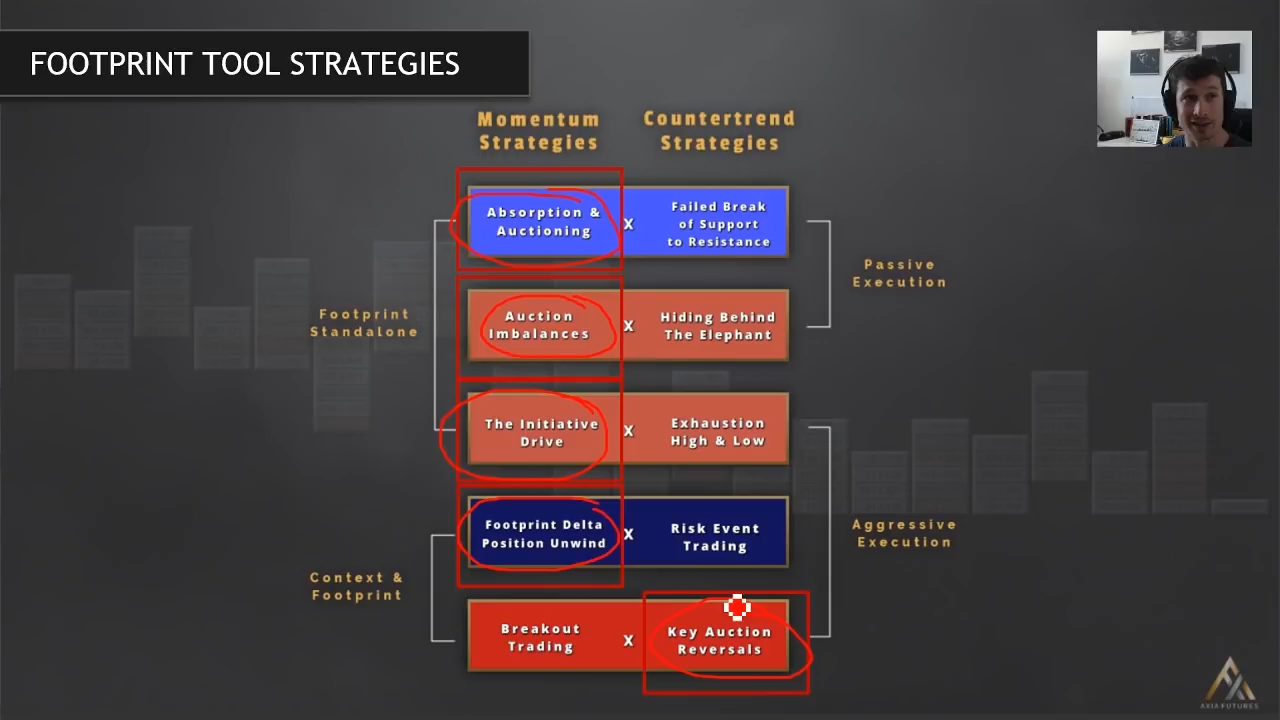 FOOTPRINT TOOL STRATEGIES
Momentum
Strategies
Countertrend
Strategies
Absorption &
Auctioning
X
Failed Break
of Support
to Resistance
Passive
Execution
Footprint
Standalone
Auction
Imbalances
X
Hiding Behind
The Elephant
The Initiative
Drive
X
Exhaustion
High & Low
Footprint Delta
Position Unwind
X
Risk Event
Trading
Aggressive
Execution
Context &
Footprint
Breakout
Trading
X
Key Auction
Reversals
AXIA FUTURES